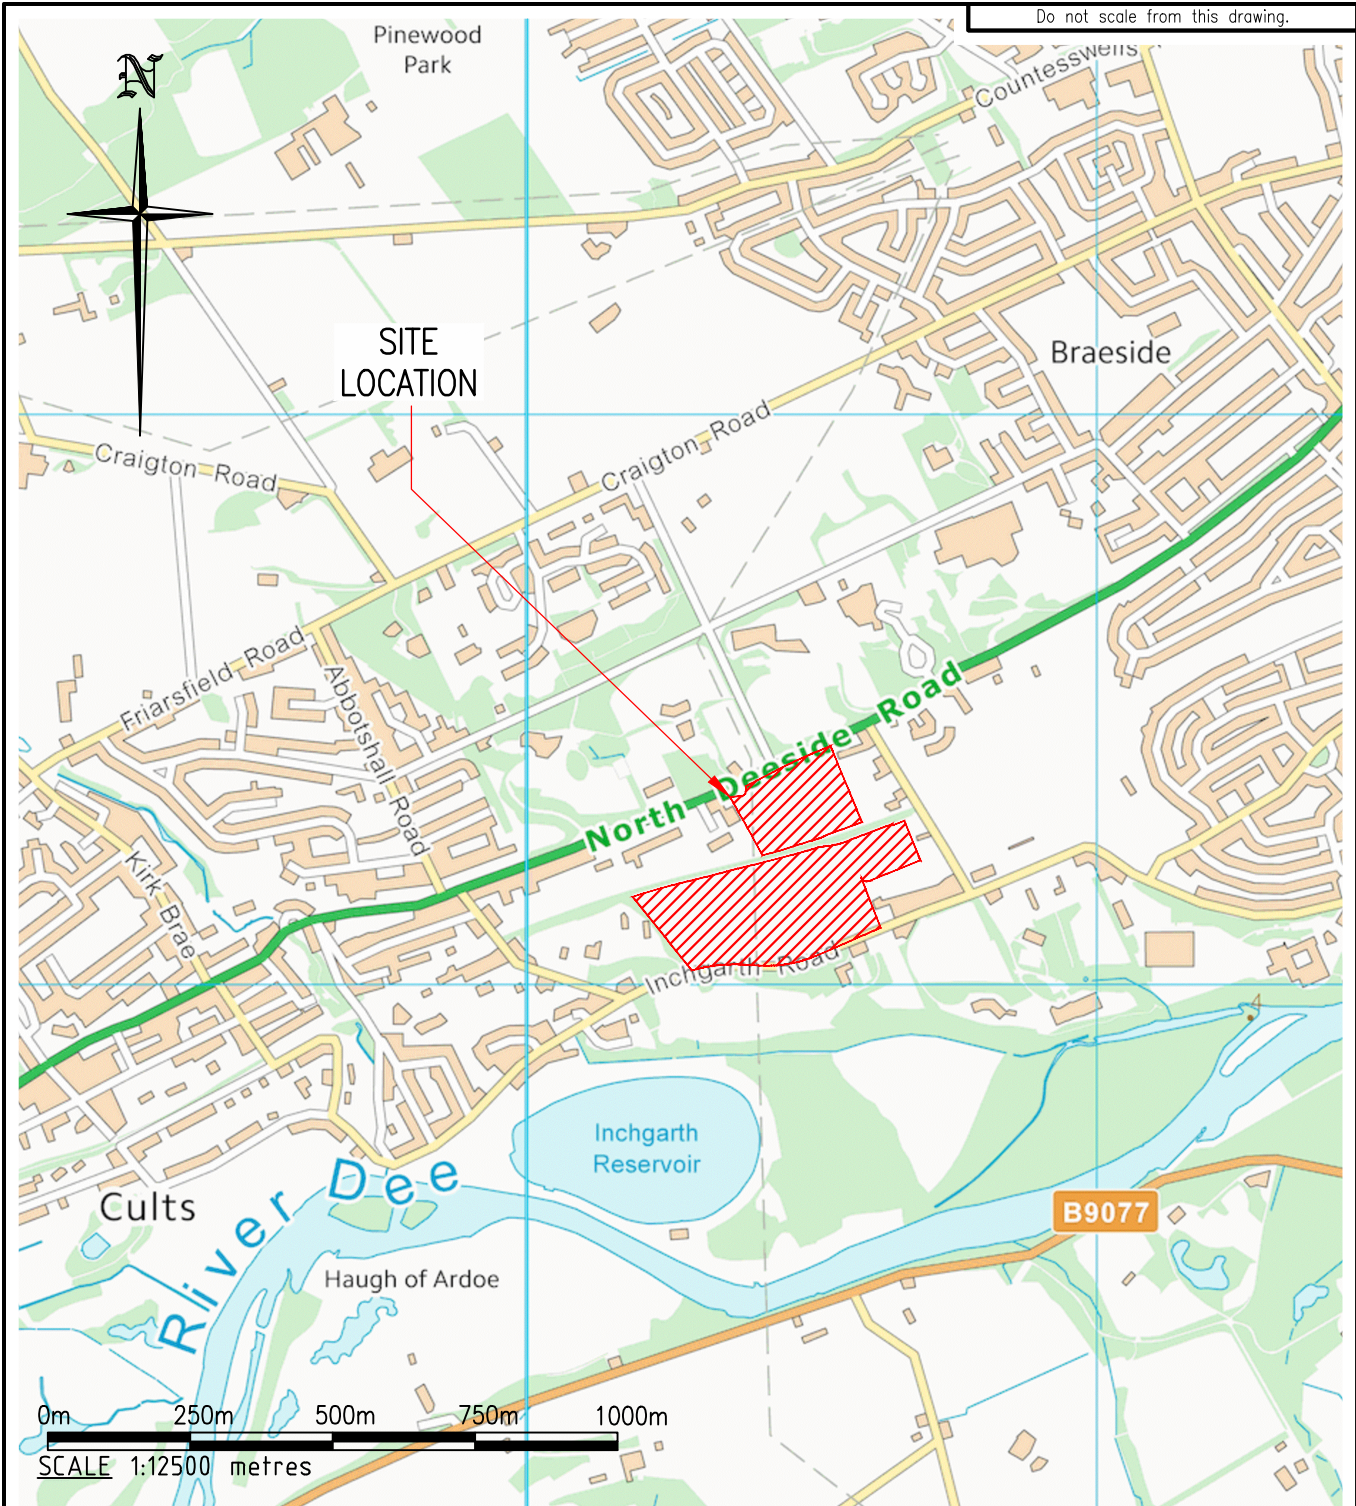 Do not scale from this drawing.
Pinewood
Park
N
Countesswells
SITE
LOCATION
Braeside
Craigton Road
Craigton Road
Friarsfield Road
Abbotshall Road
North Deeside Road
Kirk Brae
Inchgarth Road
Inchgarth
Reservoir
River Dee
Cults
B9077
Haugh of Ardoe
0m 250m 500m 750m 1000m
SCALE 1:12500 metres